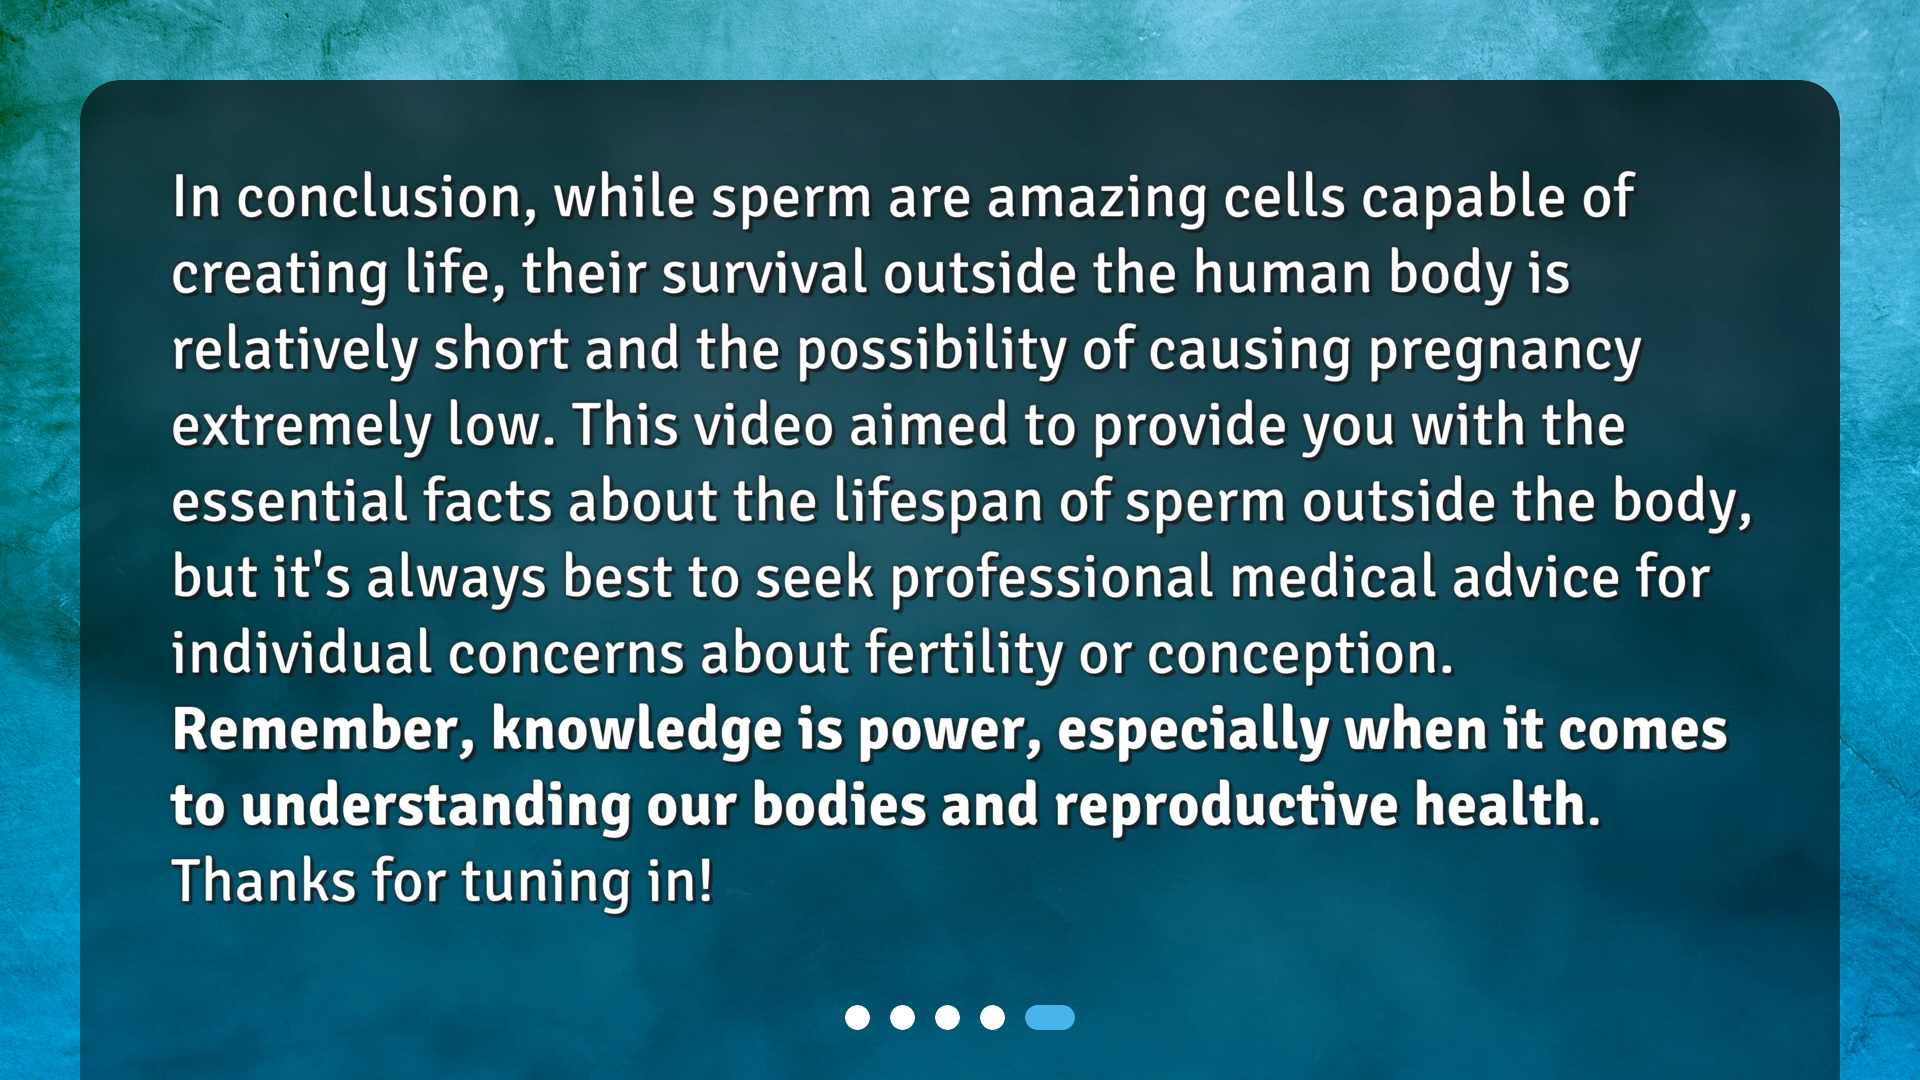 In conclusion, while sperm are amazing cells capable of
creating life, their survival outside the human body is
relatively short and the possibility of causing pregnancy
extremely low. This video aimed to provide you with the
essential facts about the lifespan of sperm outside the body,
but it's always best to seek professional medical advice for
individual concerns about fertility or conception.
Remember, knowledge is power, especially when it comes
to understanding our bodies and reproductive health.
Thanks for tuning in!